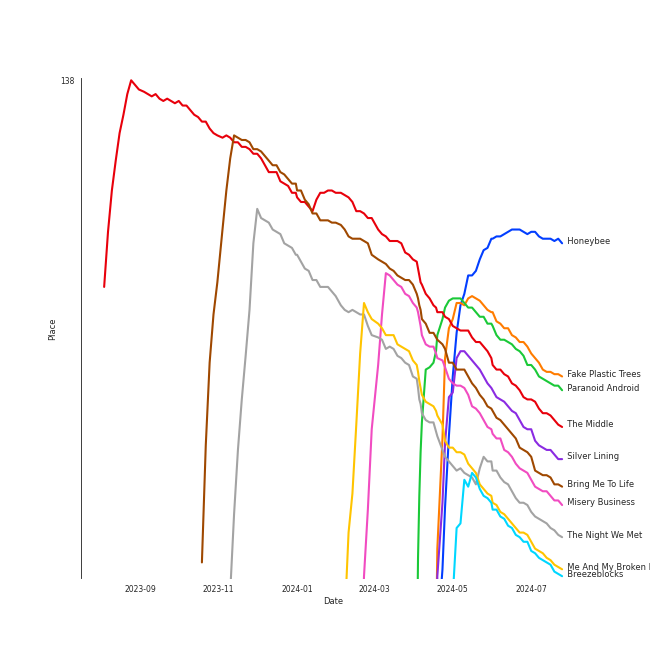 138
Place
Honeybee
Fake Plastic Trees
Paranoid Android
The Middle
Silver Lining
Bring Me To Life
Misery Business
The Night We Met
Me And My Broken
Breezeblocks
2023-09
2023-11
2024-01
2024-03
2024-05
2024-07
Date